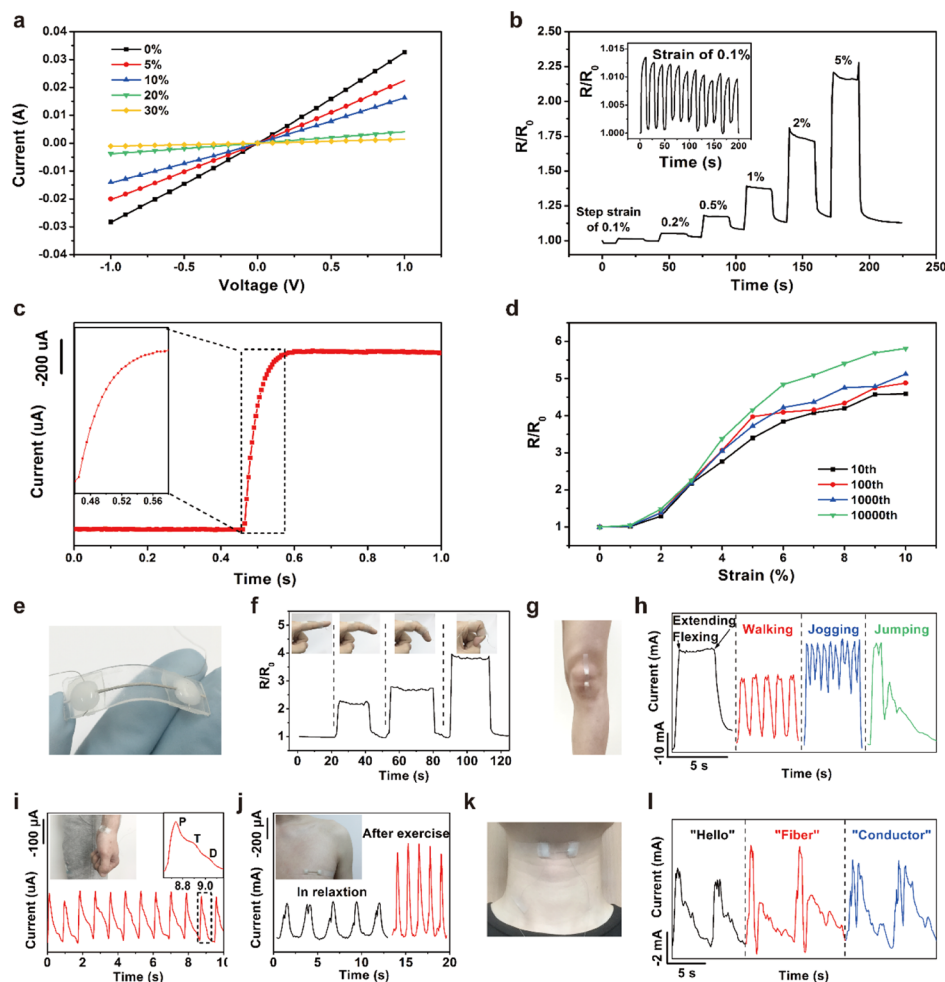 a
0.04
0.03
0.02
0.01
0.00
-0.01
-0.02
-0.03
-0.04
Current (A)
0%
5%
10%
20%
30%
-1.0 -0.5 0.0 0.5 1.0
Voltage (V)
b
2.50
2.25
2.00
1.75
1.50
1.25
1.00
R/R0
Strain of 0.1%
1.015
1.010
1.005
1.000
R/R0
0 50 100 150 200
Time (s)
Step strain
of 0.1%
0.2%
0.5%
1%
2%
5%
0 50 100 150 200 250
Time (s)
c
-200 uA
Current (uA)
0.48 0.52 0.56
0.0 0.2 0.4 0.6 0.8 1.0
Time (s)
d
6
5
4
3
2
1
R/R0
10th
100th
1000th
10000th
0 2 4 6 8 10
Strain (%)
e
f
5
4
3
2
1
R/R0
0 20 40 60 80 100 120
Time (s)
g
h
Current (mA)
-10 mA
Extending
Flexing
Walking
Jogging
Jumping
5 s
Time (s)
i
-100 μA
Current (uA)
P
T
D
8.8 9.0
0 2 4 6 8 10
Time (s)
j
-200 μA
Current (mA)
After exercise
In relaxtion
0 5 10 15 20
Time (s)
k
l
Current (mA)
-2 mA
"Hello"
"Fiber"
"Conductor"
5 s
Time (s)